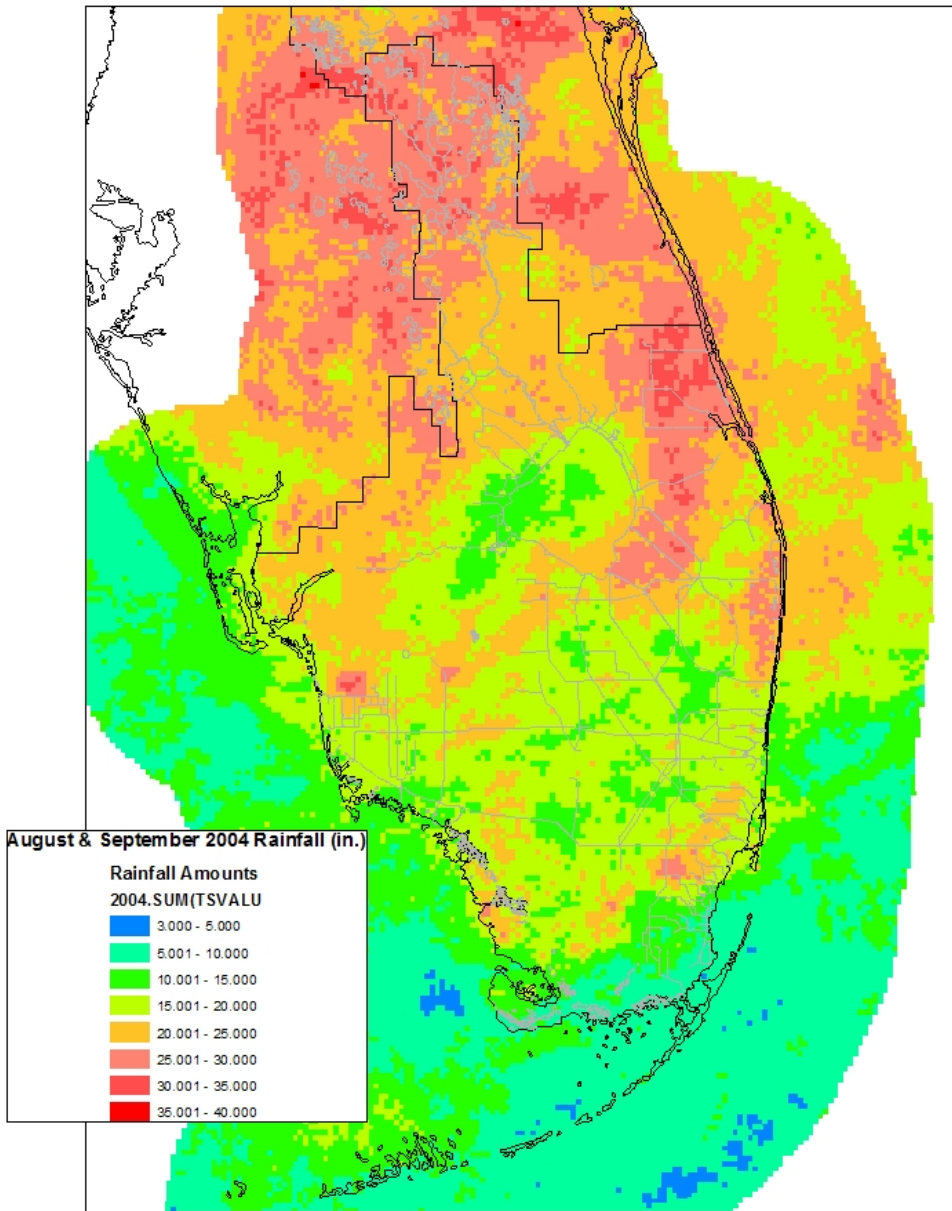 August & September 2004 Rainfall (in.)
Rainfall Amounts
2004.SUM(TSVALU
3.000 - 5.000
5.001 - 10.000
10.001 - 15.000
15.001 - 20.000
20.001 - 25.000
25.001 - 30.000
30.001 - 35.000
35.001 - 40.000